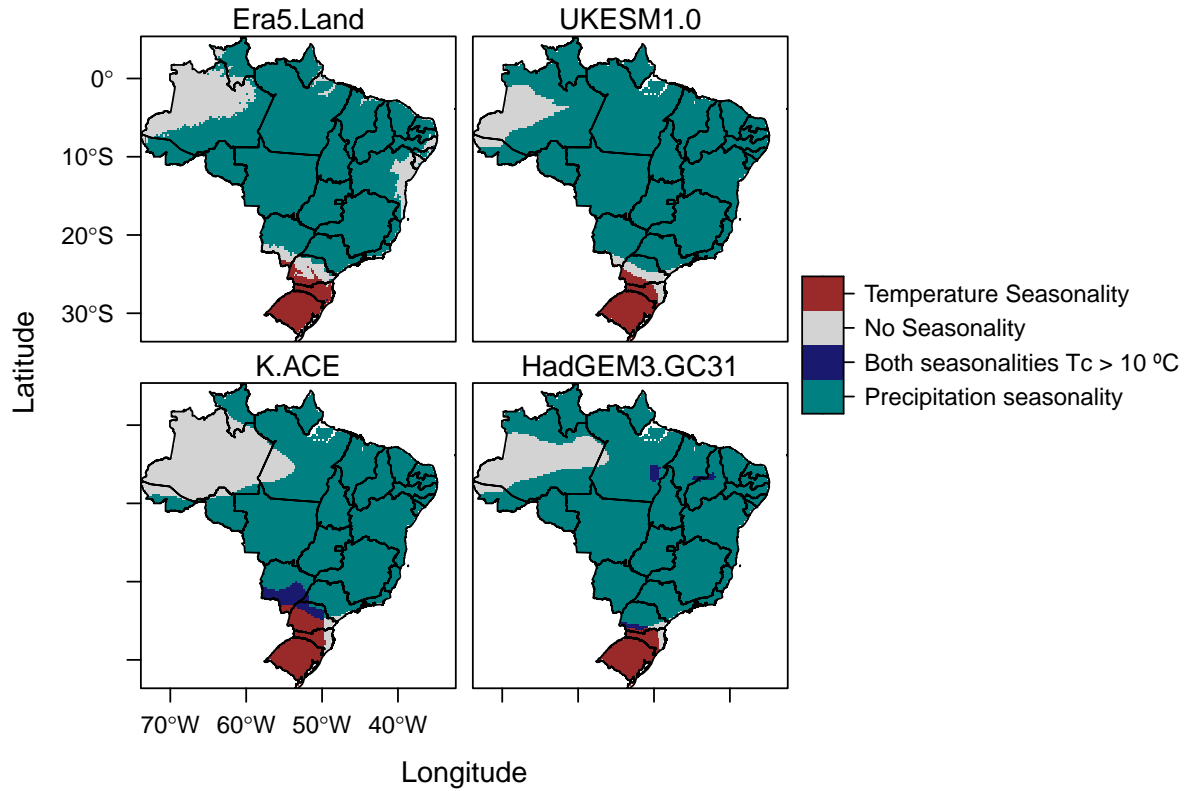 Era5.Land
UKESM1.0
0°
10°S
20°S
30°S
Latitude
Temperature Seasonality
No Seasonality
Both seasonalities Tc > 10 ºC
Precipitation seasonality
K.ACE
HadGEM3.GC31
70°W 60°W 50°W 40°W
Longitude